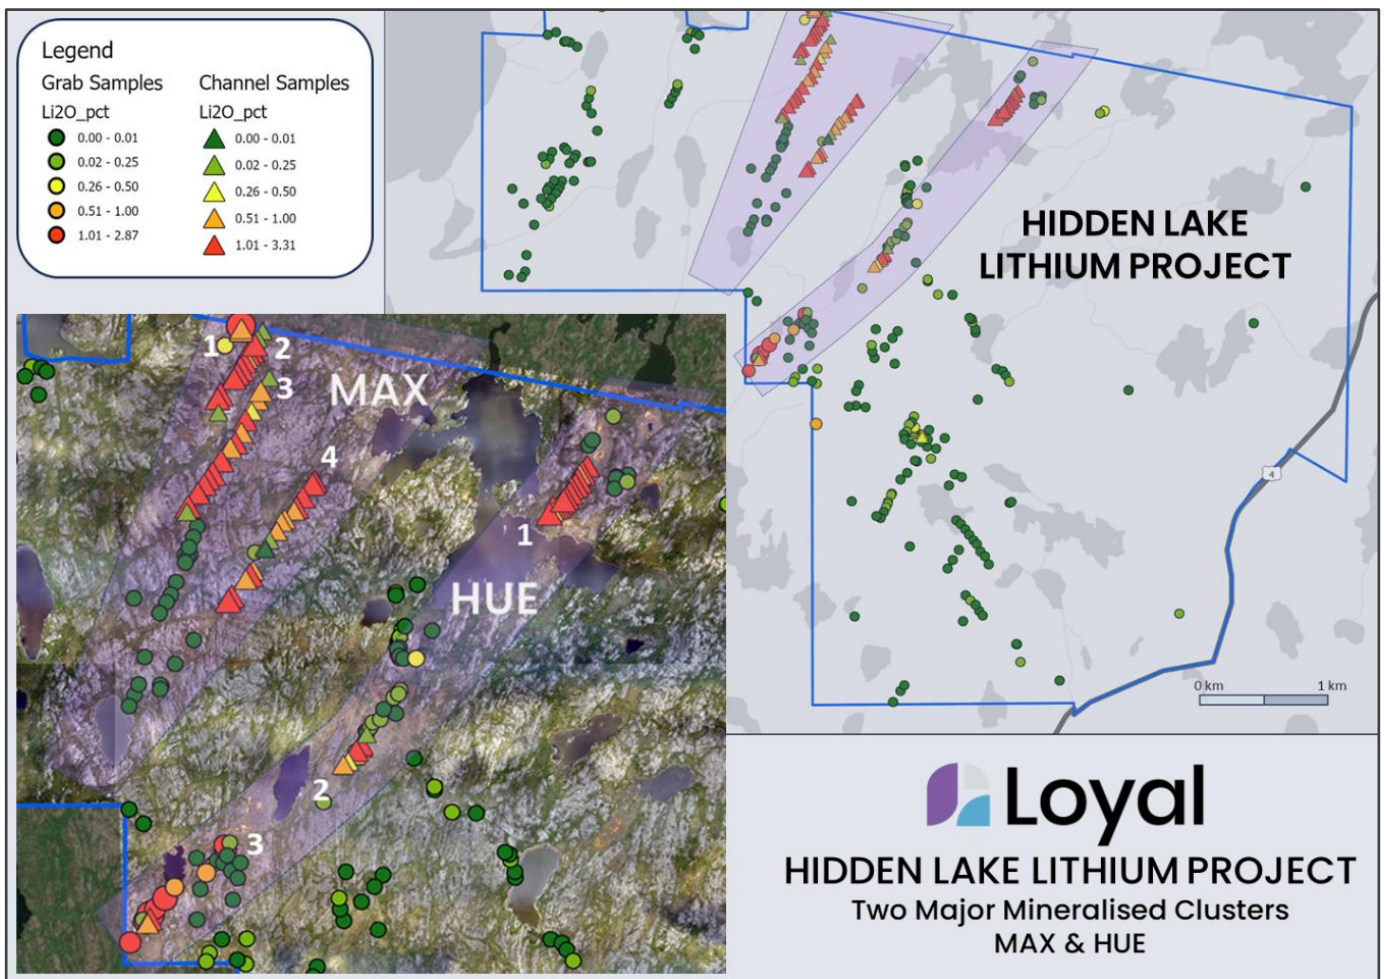 Legend
Grab Samples
Li2O_pct
0.00 - 0.01
0.02 - 0.25
0.26 - 0.50
0.51 - 1.00
1.01 - 2.87
Channel Samples
Li2O_pct
0.00 - 0.01
0.02 - 0.25
0.26 - 0.50
0.51 - 1.00
1.01 - 3.31
HIDDEN LAKE
LITHIUM PROJECT
1
2
3
MAX
4
1
HUE
2
3
4
0 km 1 km
Loyal
HIDDEN LAKE LITHIUM PROJECT
Two Major Mineralised Clusters
MAX & HUE